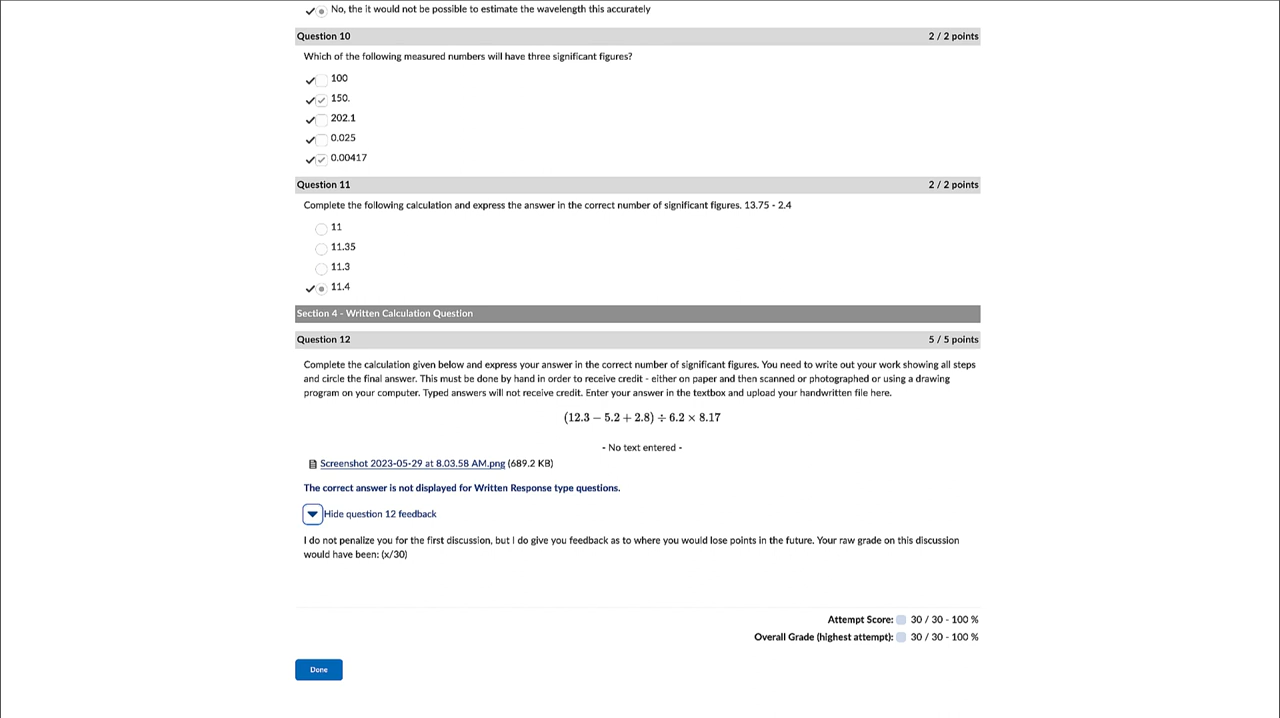 No, the it would not be possible to estimate the wavelength this accurately
Question 10 2 / 2 points
Which of the following measured numbers will have three significant figures?
100
150.
202.1
0.025
0.00417
Question 11 2 / 2 points
Complete the following calculation and express the answer in the correct number of significant figures. 13.75 - 2.4
11
11.35
11.3
11.4
Section 4 - Written Calculation Question
Question 12 5 / 5 points
Complete the calculation given below and express your answer in the correct number of significant figures. You need to write out your work showing all steps
and circle the final answer. This must be done by hand in order to receive credit - either on paper and then scanned or photographed or using a drawing
program on your computer. Typed answers will not receive credit. Enter your answer in the textbox and upload your handwritten file here.
(12.3 − 5.2 + 2.8) ÷ 6.2 × 8.17
- No text entered -
Screenshot 2023-05-29 at 8.03.58 AM.png (689.2 KB)
The correct answer is not displayed for Written Response type questions.
Hide question 12 feedback
I do not penalize you for the first discussion, but I do give you feedback as to where you would lose points in the future. Your raw grade on this discussion
would have been: (x/30)
Attempt Score: 30 / 30 - 100 %
Overall Grade (highest attempt): 30 / 30 - 100 %
Done